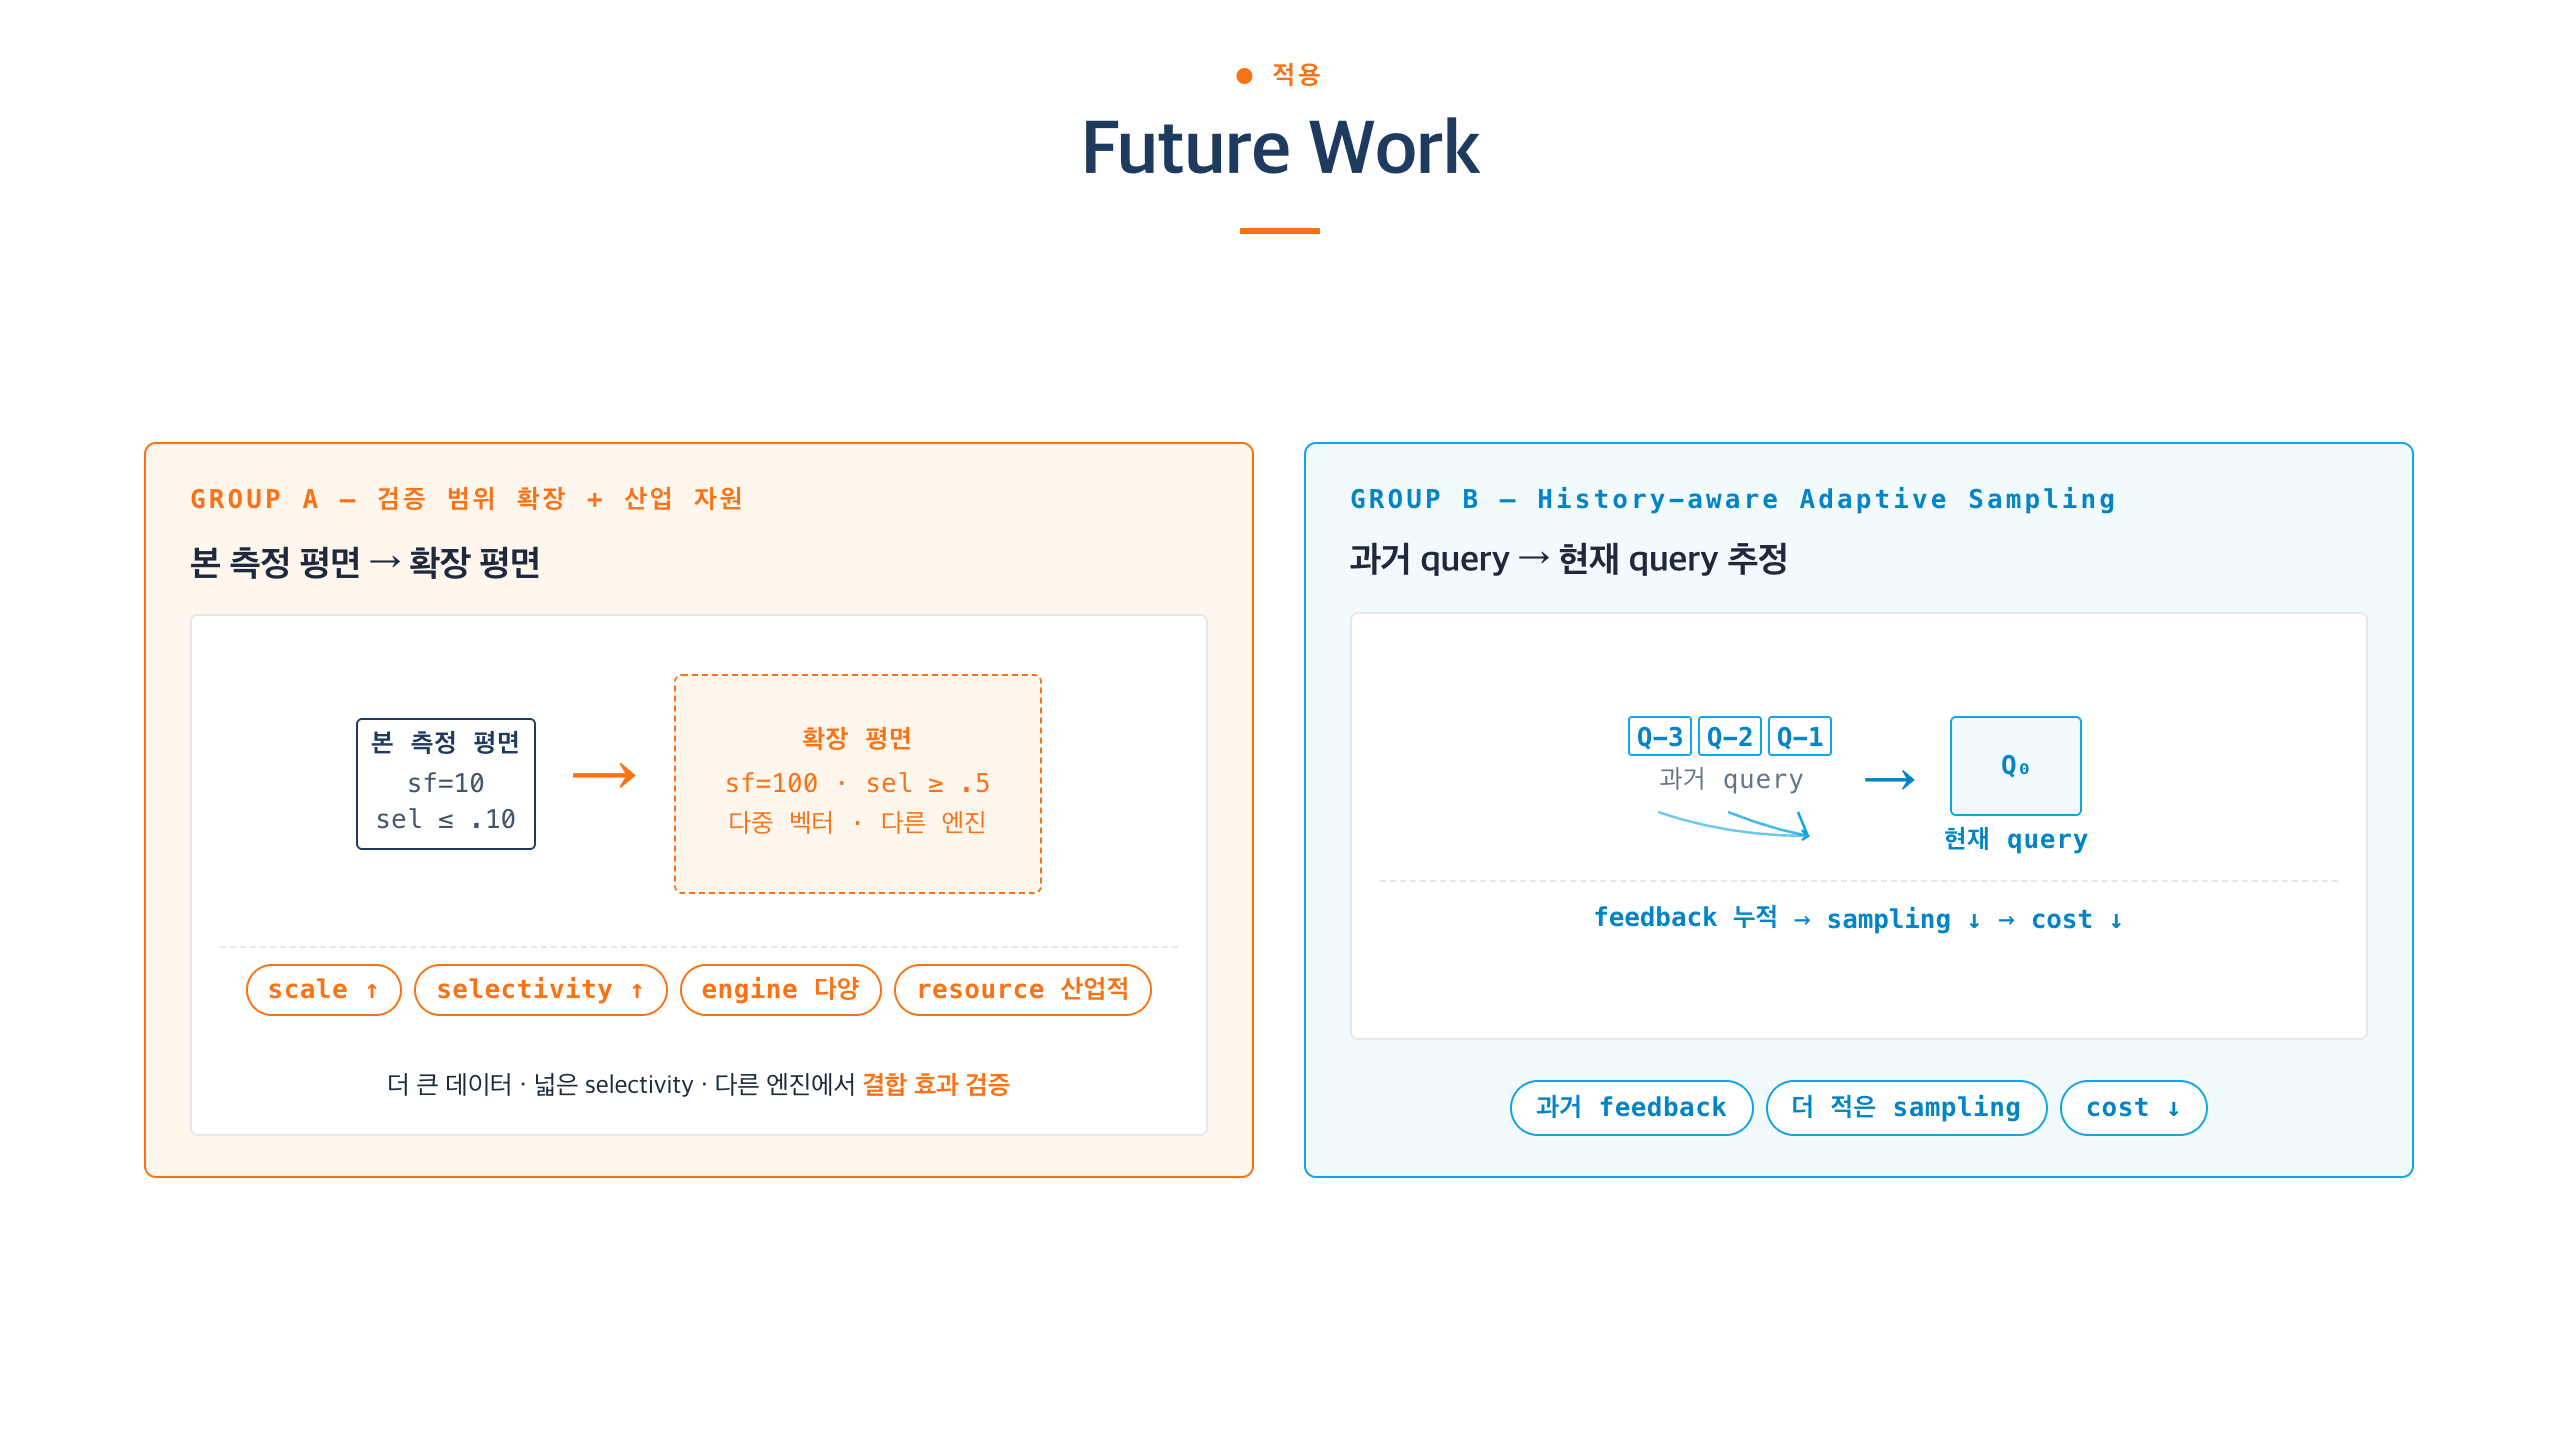 적용
Future Work
GROUP A — 검증 범위 확장 + 산업 자원
본 측정 평면 → 확장 평면
본 측정 평면
sf=10
sel ≤ .10
→
확장 평면
sf=100 · sel ≥ .5
다중 벡터 · 다른 엔진
scale ↑
selectivity ↑
engine 다양
resource 산업적
더 큰 데이터 · 넓은 selectivity · 다른 엔진에서 결합 효과 검증
GROUP B — History-aware Adaptive Sampling
과거 query → 현재 query 추정
Q−3 Q−2 Q−1
과거 query
→
Q₀
현재 query
feedback 누적 → sampling ↓ → cost ↓
과거 feedback
더 적은 sampling
cost ↓